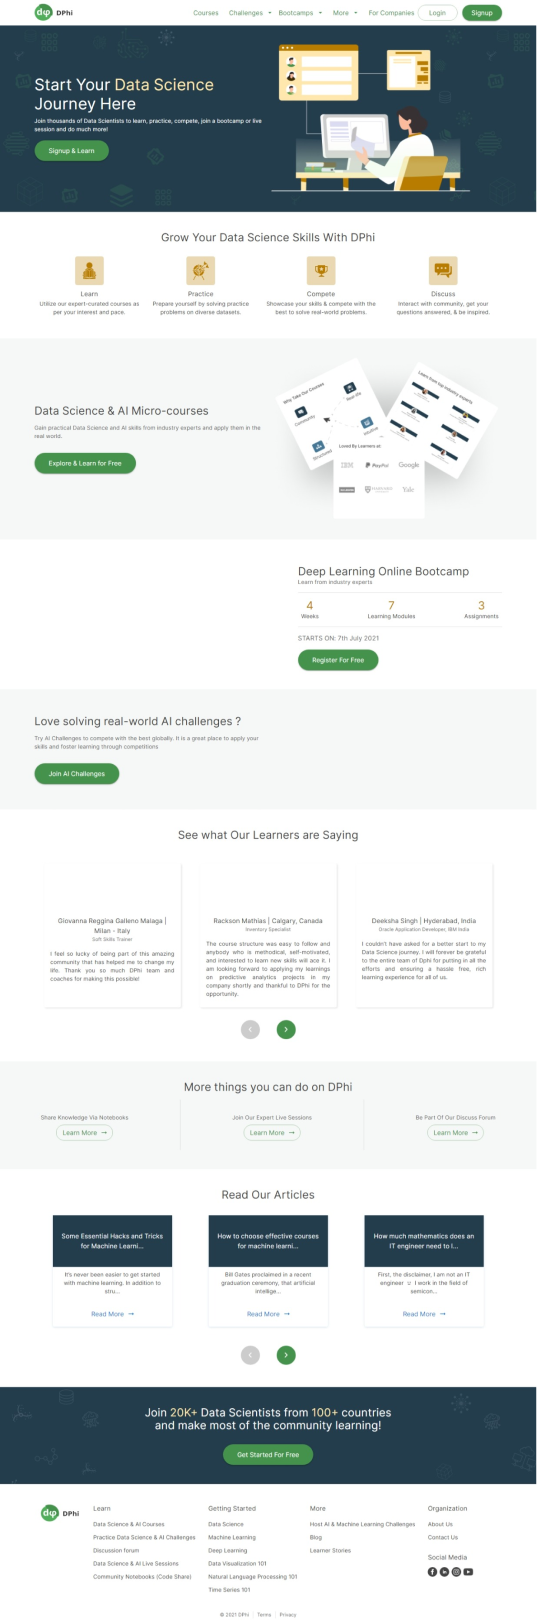 DPhi
Courses Challenges Bootcamps More For Companies Login Signup
Start Your Data Science
Journey Here
Join thousands of Data Scientists to learn, practice, compete, join a bootcamp or live
session and do much more!
Signup & Learn
Grow Your Data Science Skills With DPhi
Learn
Utilize our expert-curated courses as
per your interest and pace.
Practice
Prepare yourself by solving practice
problems on diverse datasets.
Compete
Showcase your skills & compete with the
best to solve real-world problems.
Discuss
Interact with community, get your
questions answered, & be inspired.
Data Science & AI Micro-courses
Gain practical Data Science and AI skills from industry experts and apply them in the
real world.
Explore & Learn for Free
Why Take Our Courses
Community
Structured
Intuitive
Learn from top industry experts
Loved By Learners at:
IBM PayPal Google
Yale
Deep Learning Online Bootcamp
Learn from industry experts
4 7 3
Weeks Learning Modules Assignments
STARTS ON: 7th July 2021
Register For Free
Love solving real-world AI challenges ?
Try AI Challenges to compete with the best globally. It is a great place to apply your
skills and foster learning through competitions
Join AI Challenges
See what Our Learners are Saying
Giovanna Reggina Galleno Malaga |
Milan - Italy
Soft Skills Trainer
I feel so lucky of being part of this amazing
community that has helped me to change my
life. Thank you so much DPhi team and
coaches for making this possible!
Rackson Mathias | Calgary, Canada
Inventory Specialist
The course structure was easy to follow and
anybody who is methodical, self-motivated,
and interested to learn new skills will ace it. I
am looking forward to applying my learnings
on predictive analytics projects in my
company shortly and thankful to DPhi for the
opportunity.
Deeksha Singh | Hyderabad, India
Oracle Application Developer, IBM India
I couldn't have asked for a better start to my
Data Science journey. I will forever be grateful
to the entire team of Dphi for putting in all the
efforts and ensuring a hassle free, rich
learning experience for all of us.
More things you can do on DPhi
Share Knowledge Via Notebooks
Learn More →
Join Our Expert Live Sessions
Learn More →
Be Part Of Our Discuss Forum
Learn More →
Read Our Articles
Some Essential Hacks and Tricks
for Machine Learni...
It's never been easier to get started
with machine learning. In addition to
stru...
Read More →
How to choose effective courses
for machine learni...
Bill Gates proclaimed in a recent
graduation ceremony, that artificial
intellige...
Read More →
How much mathematics does an
IT engineer need to l...
First, the disclaimer, I am not an IT
engineer I work in the field of
semicon...
Read More →
Join 20K+ Data Scientists from 100+ countries
and make most of the community learning!
Get Started For Free
DPhi
Learn
Data Science & AI Courses
Practice Data Science & AI Challenges
Discussion forum
Data Science & AI Live Sessions
Community Notebooks (Code Share)
Getting Started
Data Science
Machine Learning
Deep Learning
Data Visualization 101
Natural Language Processing 101
Time Series 101
More
Host AI & Machine Learning Challenges
Blog
Learner Stories
Organization
About Us
Contact Us
Social Media
© 2021 DPhi | Terms | Privacy